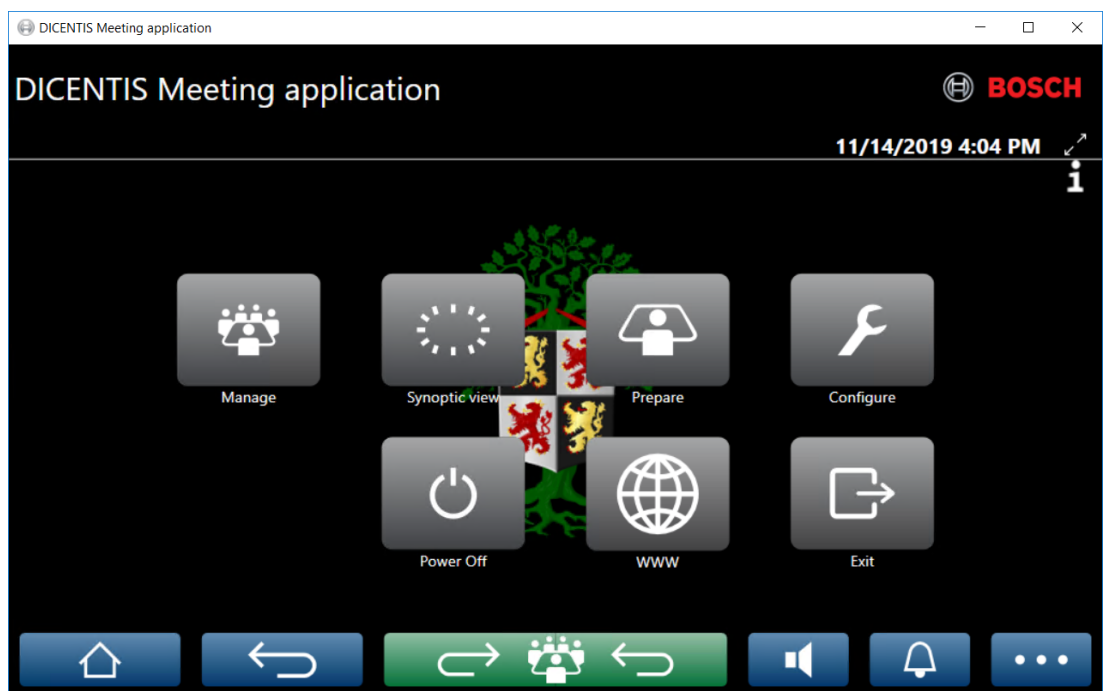 DICENTIS Meeting application
DICENTIS Meeting application
BOSCH
11/14/2019 4:04 PM
Manage
Synoptic view
Prepare
Configure
Power Off
WWW
Exit